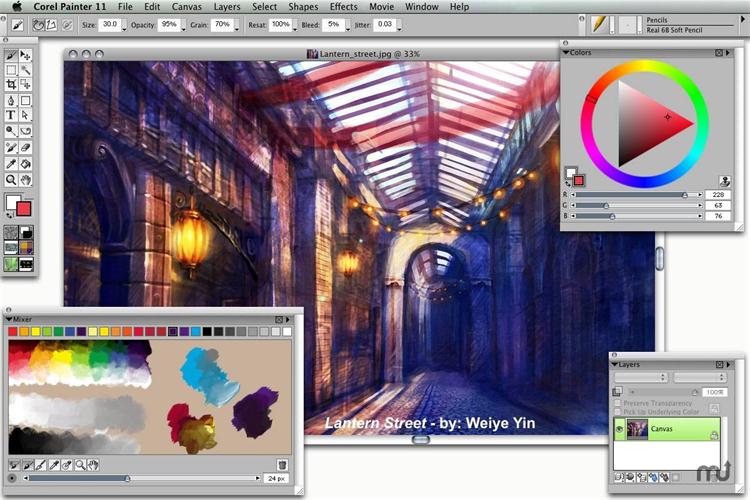 Corel Painter 11 File Edit Canvas Layers Select Shapes Effects Movie Window Help
Size: 30.0 Opacity: 95% Grain: 70% Resat: 100% Bleed: 5% Jitter: 0.03
Pencils
Real 6B Soft Pencil
Lantern_street.jpg @ 33%
Colors
R 228
G 63
B 76
T
Mixer
24 px
Lantern Street - by: Weiye Yin
Layers
100%
Preserve Transparency
Pick Up Underlying Color
Canvas